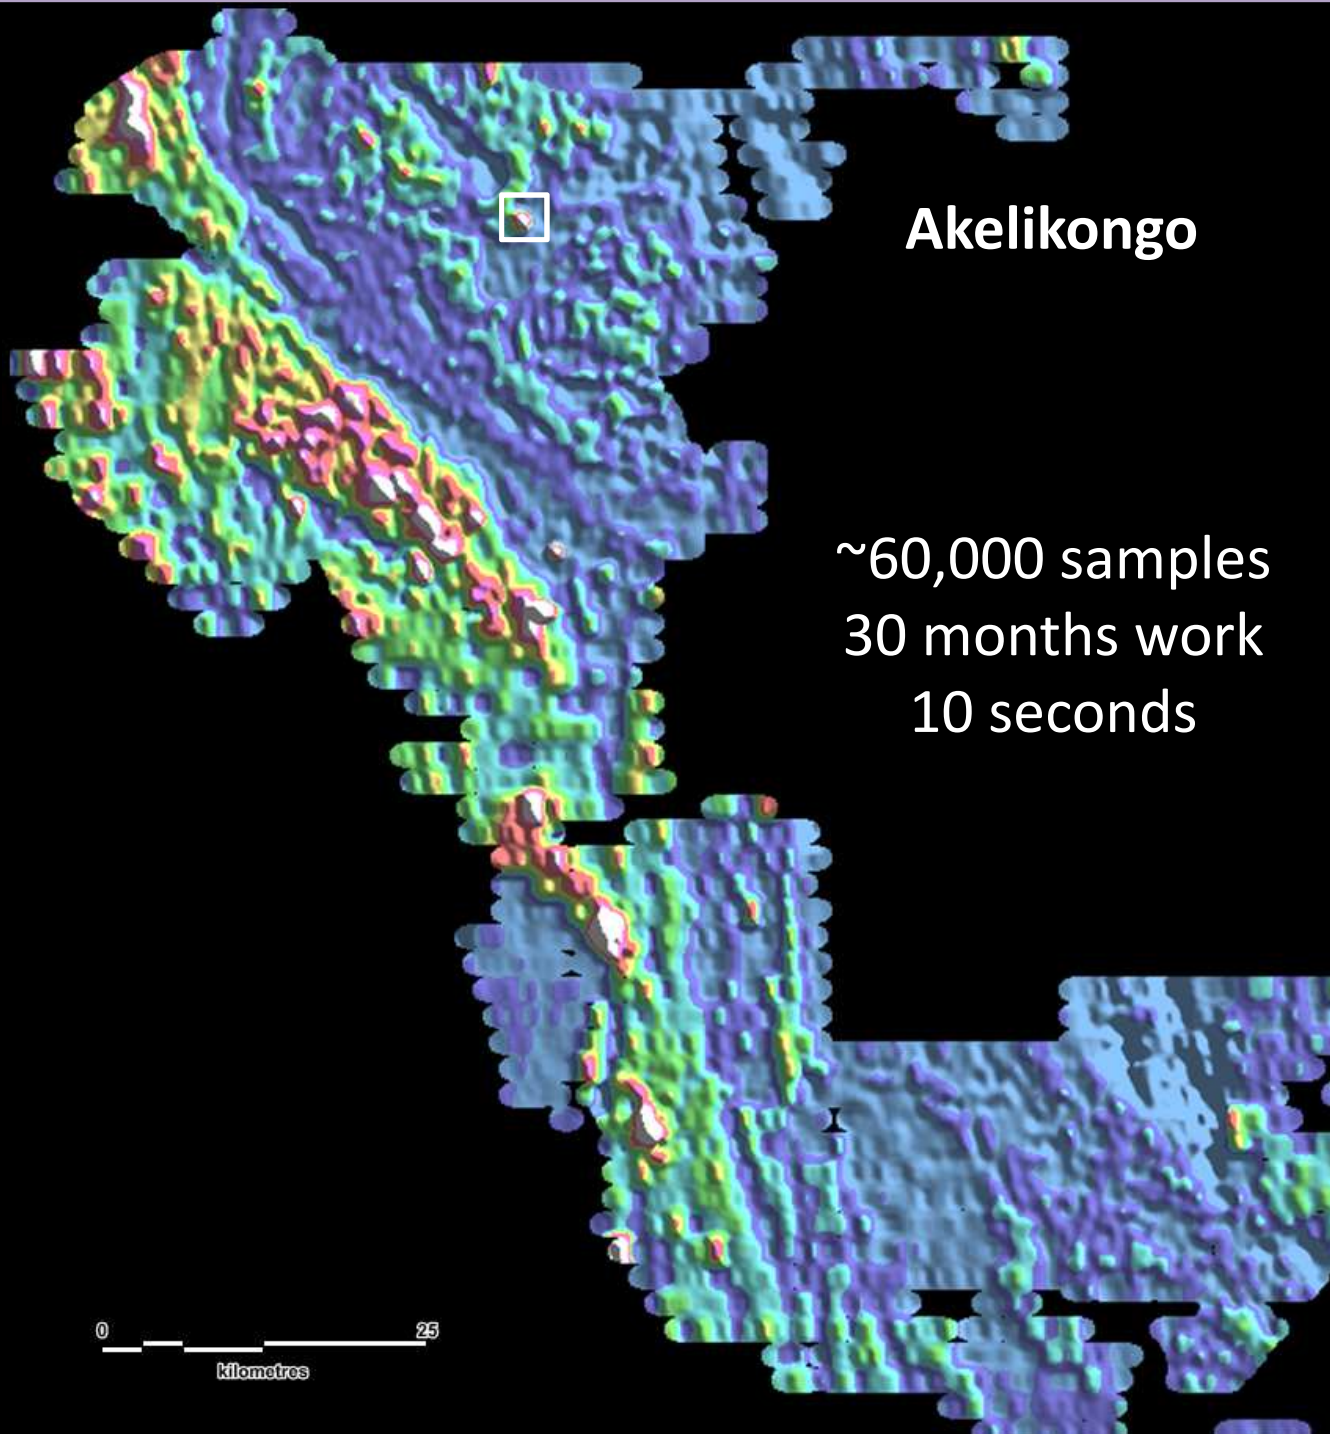 Akelikongo
~60,000 samples
30 months work
10 seconds
0 25
kilometres